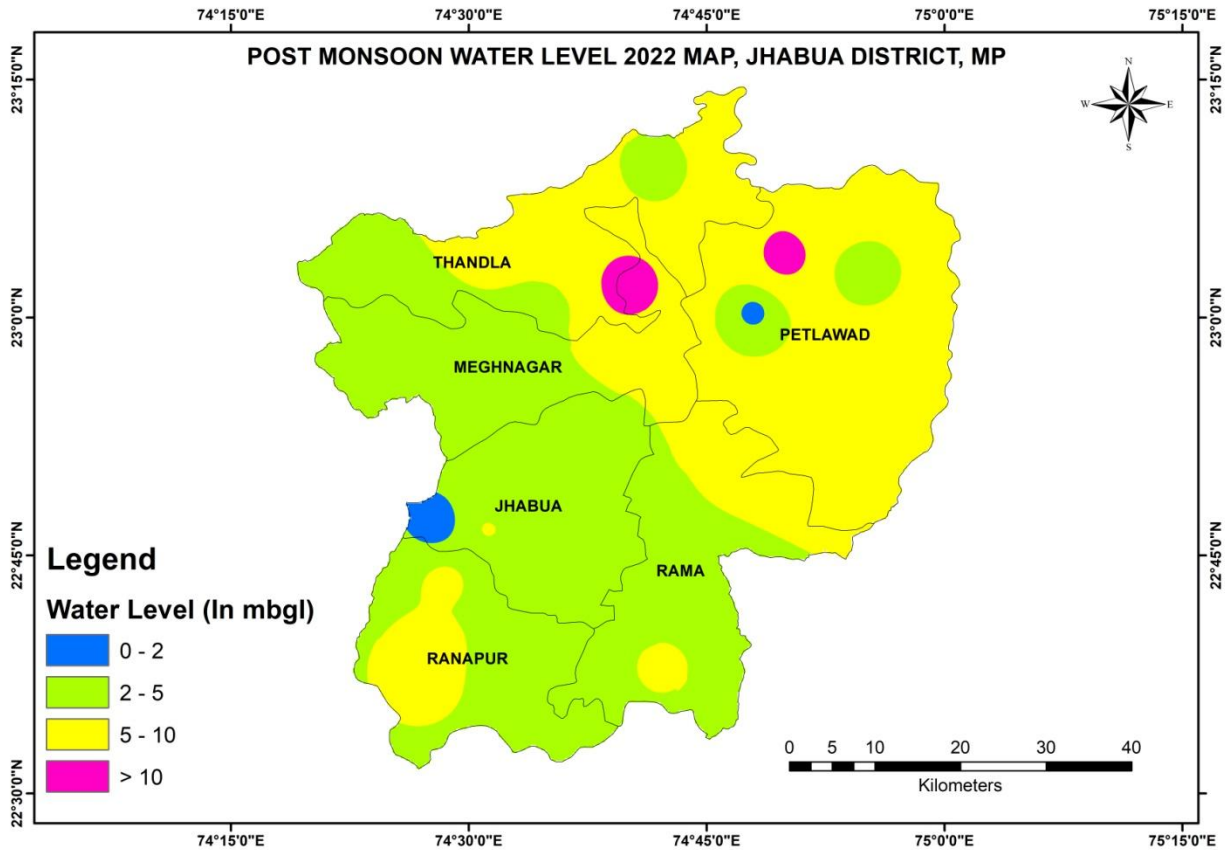 74°15'0"E 74°30'0"E 74°45'0"E 75°0'0"E 75°15'0"E
POST MONSOON WATER LEVEL 2022 MAP, JHABUA DISTRICT, MP
23°15'0"N 23°15'0"N
N
W E
S
THANDLA
23°0'0"N 23°0'0"N
PETLAWAD
MEGHNAGAR
JHABUA
22°45'0"N 22°45'0"N
Legend
RAMA
Water Level (In mbgl)
0 - 2
RANAPUR
2 - 5
5 - 10
0 5 10 20 30 40
> 10
Kilometers
22°30'0"N 22°30'0"N
74°15'0"E 74°30'0"E 74°45'0"E 75°0'0"E 75°15'0"E